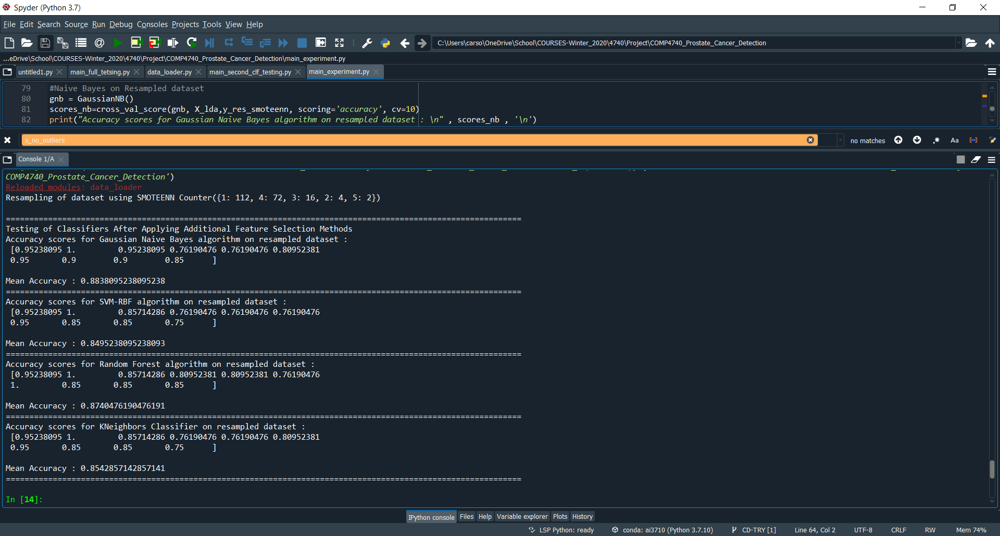 Spyder (Python 3.7)
File Edit Search Source Run Debug Consoles Projects Tools View Help
C:\Users\carso\OneDrive\School\COURSES-Winter_2020\4740\Project\COMP4740_Prostate_Cancer_Detection
...eDrive\School\COURSES-Winter_2020\4740\Project\COMP4740_Prostate_Cancer_Detection\main_experiment.py
untitled1.py main_full_tetsing.py data_loader.py main_second_clf_testing.py main_experiment.py
79 #Naive Bayes on Resampled dataset
80 gnb = GaussianNB()
81 scores_nb=cross_val_score(gnb, X_lda,y_res_smoteenn, scoring='accuracy', cv=10)
82 print("Accuracy scores for Gaussian Naive Bayes algorithm on resampled dataset : \n" , scores_nb , '\n')
x_no_outliers no matches .* Aa
Console 1/A
COMP4740_Prostate_Cancer_Detection')
Reloaded modules: data_loader
Resampling of dataset using SMOTEENN Counter({1: 112, 4: 72, 3: 16, 2: 4, 5: 2})
==============================================================================================================
Testing of Classifiers After Applying Additional Feature Selection Methods
Accuracy scores for Gaussian Naive Bayes algorithm on resampled dataset :
[0.95238095 1. 0.95238095 0.76190476 0.76190476 0.80952381
0.95 0.9 0.9 0.85 ]
Mean Accuracy : 0.8838095238095238
==============================================================================================================
Accuracy scores for SVM-RBF algorithm on resampled dataset :
[0.95238095 1. 0.85714286 0.76190476 0.76190476 0.76190476
0.95 0.85 0.85 0.75 ]
Mean Accuracy : 0.8495238095238093
==============================================================================================================
Accuracy scores for Random Forest algorithm on resampled dataset :
[0.95238095 1. 0.85714286 0.80952381 0.80952381 0.76190476
1. 0.85 0.85 0.85 ]
Mean Accuracy : 0.8740476190476191
==============================================================================================================
Accuracy scores for KNeighbors Classifier on resampled dataset :
[0.95238095 1. 0.85714286 0.76190476 0.76190476 0.80952381
0.95 0.85 0.85 0.75 ]
Mean Accuracy : 0.8542857142857141
==============================================================================================================
In [14]:
IPython console Files Help Variable explorer Plots History
LSP Python: ready conda: ai3710 (Python 3.7.10) CD-TRY [1] Line 64, Col 2 UTF-8 CRLF RW Mem 74%